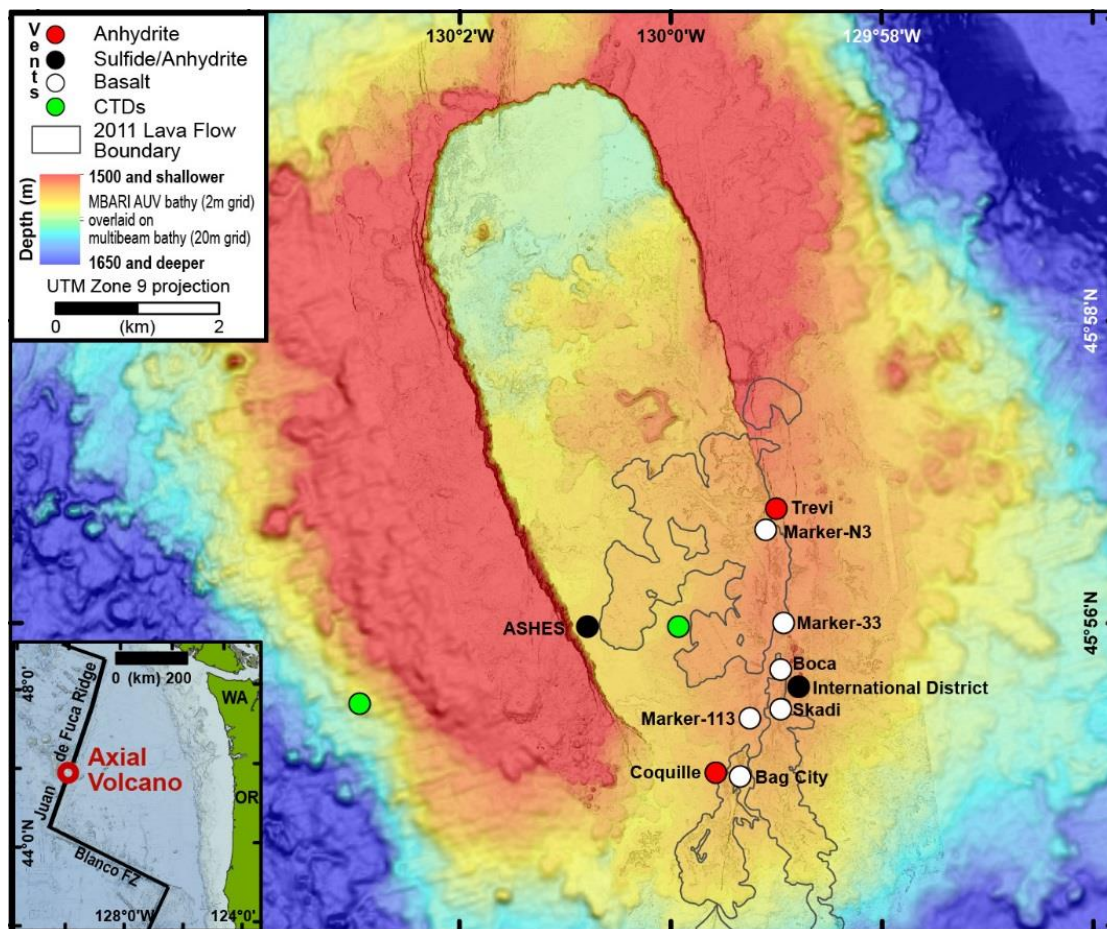 Vents
Anhydrite
Sulfide/Anhydrite
Basalt
CTDs
2011 Lava Flow
Boundary
Depth (m)
1500 and shallower
MBARI AUV bathy (2m grid)
overlaid on
multibeam bathy (20m grid)
1650 and deeper
UTM Zone 9 projection
0 (km) 2
130°2'W
130°0'W
129°58'W
45°58'N
45°56'N
Trevi
Marker-N3
Marker-33
ASHES
Boca
International District
Skadi
Marker-113
Coquille
Bag City
0 (km) 200
48°0'
44°0'N
128°0'W
124°0'
WA
OR
Juan de Fuca Ridge
Axial
Volcano
Blanco FZ